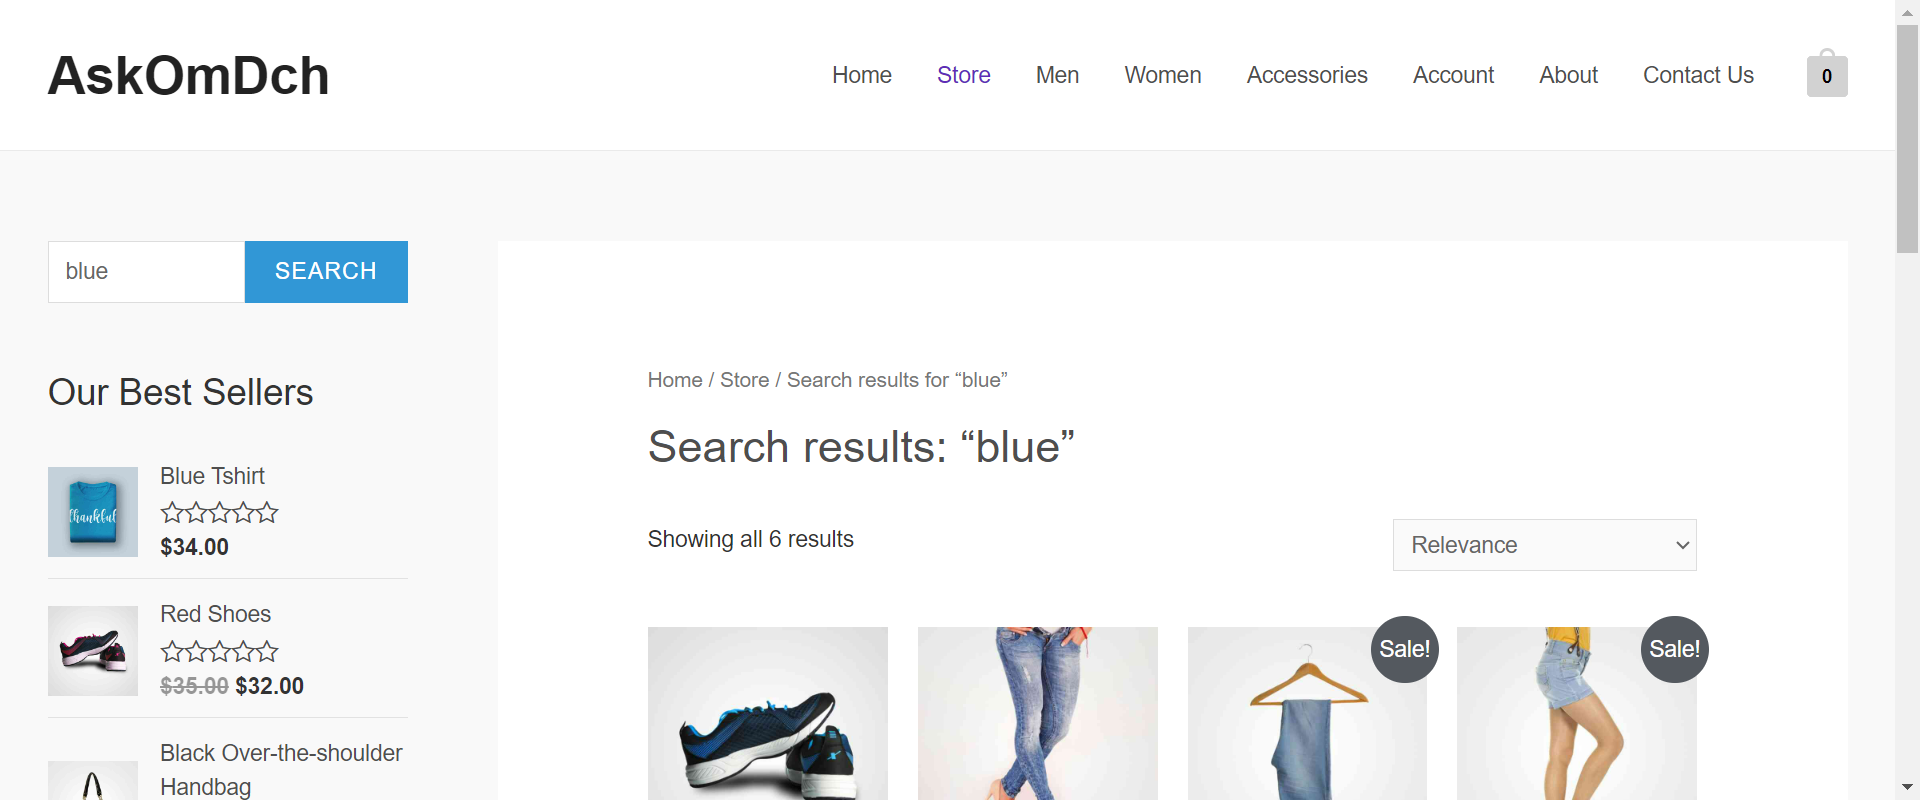 AskOmDch
Home Store Men Women Accessories Account About Contact Us 0
blue SEARCH
Our Best Sellers
Blue Tshirt
thankful
$34.00
Red Shoes
$35.00 $32.00
Black Over-the-shoulder
Handbag
Home / Store / Search results for “blue”
Search results: “blue”
Showing all 6 results
Relevance
Sale!
Sale!